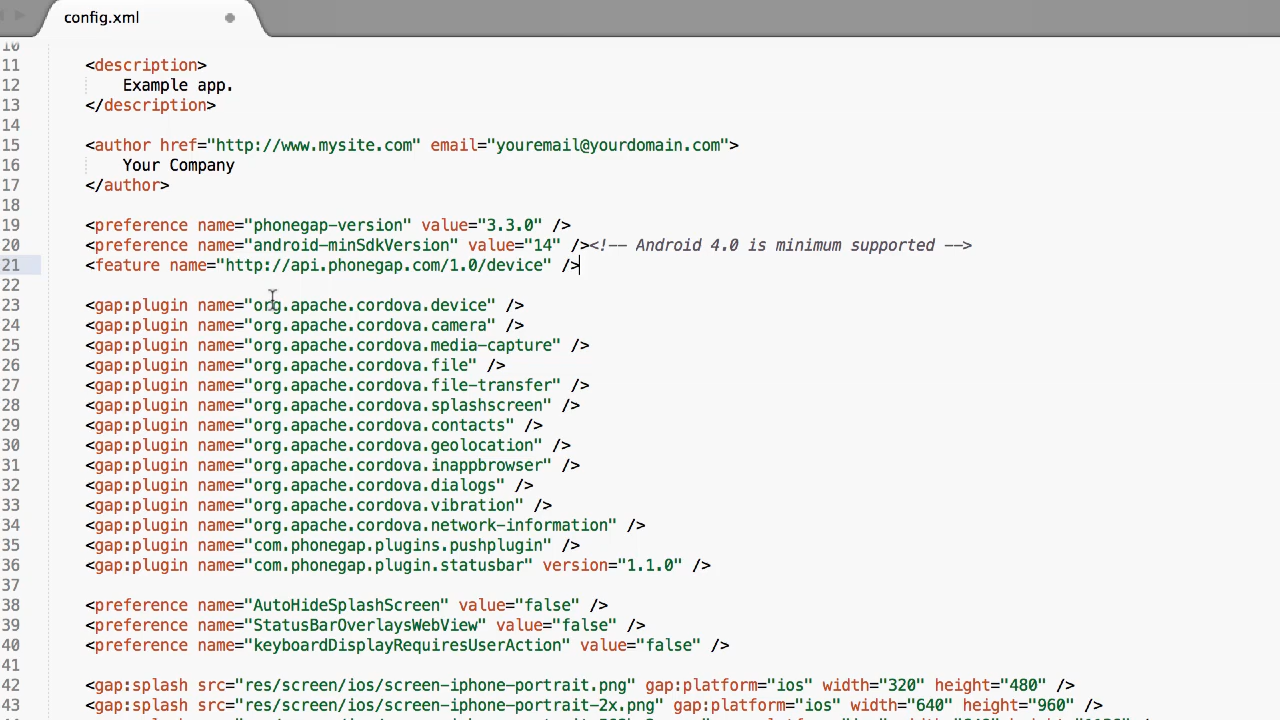 config.xml
10
11 <description>
12 Example app.
13 </description>
14
15 <author href="http://www.mysite.com" email="youremail@yourdomain.com">
16 Your Company
17 </author>
18
19 <preference name="phonegap-version" value="3.3.0" />
20 <preference name="android-minSdkVersion" value="14" /><!-- Android 4.0 is minimum supported -->
21 <feature name="http://api.phonegap.com/1.0/device" />
22
23 <gap:plugin name="org.apache.cordova.device" />
24 <gap:plugin name="org.apache.cordova.camera" />
25 <gap:plugin name="org.apache.cordova.media-capture" />
26 <gap:plugin name="org.apache.cordova.file" />
27 <gap:plugin name="org.apache.cordova.file-transfer" />
28 <gap:plugin name="org.apache.cordova.splashscreen" />
29 <gap:plugin name="org.apache.cordova.contacts" />
30 <gap:plugin name="org.apache.cordova.geolocation" />
31 <gap:plugin name="org.apache.cordova.inappbrowser" />
32 <gap:plugin name="org.apache.cordova.dialogs" />
33 <gap:plugin name="org.apache.cordova.vibration" />
34 <gap:plugin name="org.apache.cordova.network-information" />
35 <gap:plugin name="com.phonegap.plugins.pushplugin" />
36 <gap:plugin name="com.phonegap.plugin.statusbar" version="1.1.0" />
37
38 <preference name="AutoHideSplashScreen" value="false" />
39 <preference name="StatusBarOverlaysWebView" value="false" />
40 <preference name="keyboardDisplayRequiresUserAction" value="false" />
41
42 <gap:splash src="res/screen/ios/screen-iphone-portrait.png" gap:platform="ios" width="320" height="480" />
43 <gap:splash src="res/screen/ios/screen-iphone-portrait-2x.png" gap:platform="ios" width="640" height="960" />